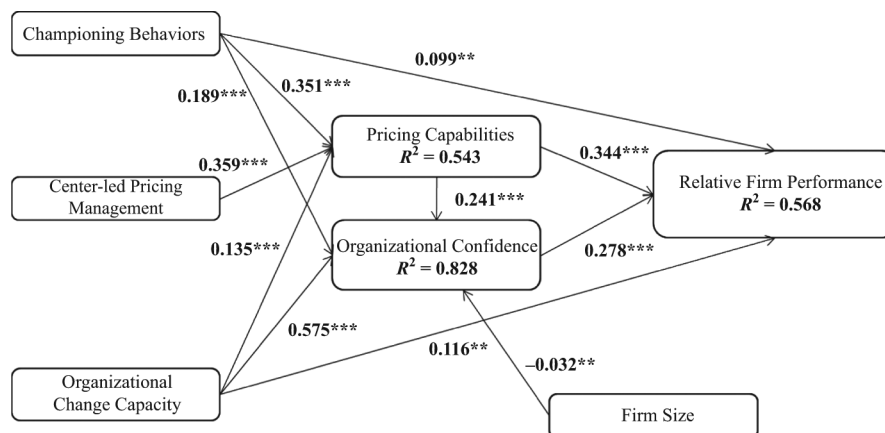 Championing Behaviors
0.099**
0.189***
0.351***
Pricing Capabilities
R² = 0.543
0.344***
0.359***
Center-led Pricing
Management
Relative Firm Performance
R² = 0.568
0.241***
0.135***
Organizational Confidence
R² = 0.828
0.278***
0.575***
0.116**
–0.032**
Organizational
Change Capacity
Firm Size